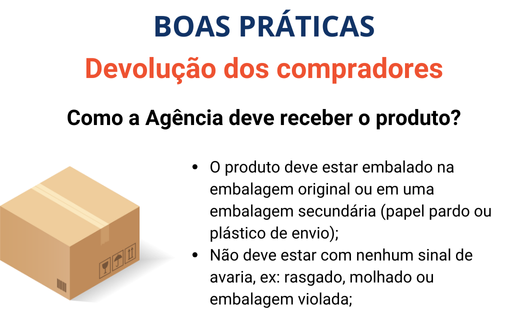 BOAS PRÁTICAS
Devolução dos compradores
Como a Agência deve receber o produto?
• O produto deve estar embalado na
embalagem original ou em uma
embalagem secundária (papel pardo ou
plástico de envio);
• Não deve estar com nenhum sinal de
avaria, ex: rasgado, molhado ou
embalagem violada;